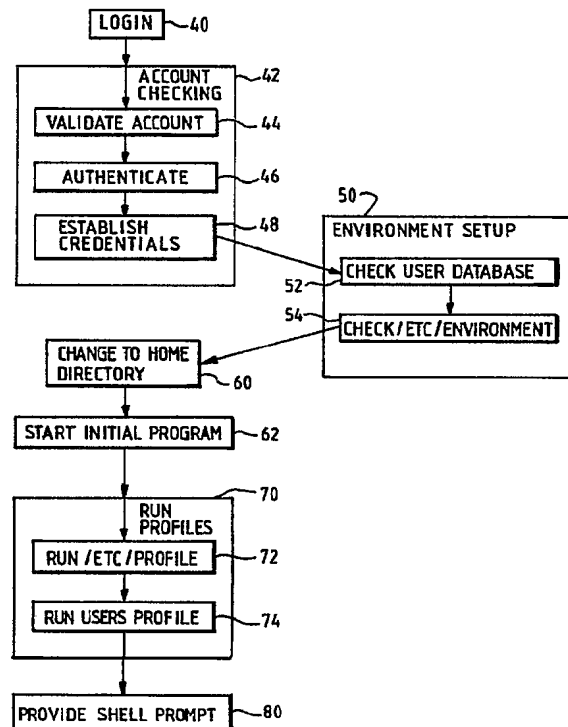 LOGIN
40
42
ACCOUNT
CHECKING
VALIDATE ACCOUNT
44
AUTHENTICATE
46
ESTABLISH
CREDENTIALS
48
50
ENVIRONMENT SETUP
CHECK USER DATABASE
52
54
CHECK/ETC/ENVIRONMENT
CHANGE TO HOME
DIRECTORY
60
START INITIAL PROGRAM
62
70
RUN
PROFILES
RUN /ETC/PROFILE
72
RUN USERS PROFILE
74
PROVIDE SHELL PROMPT
80